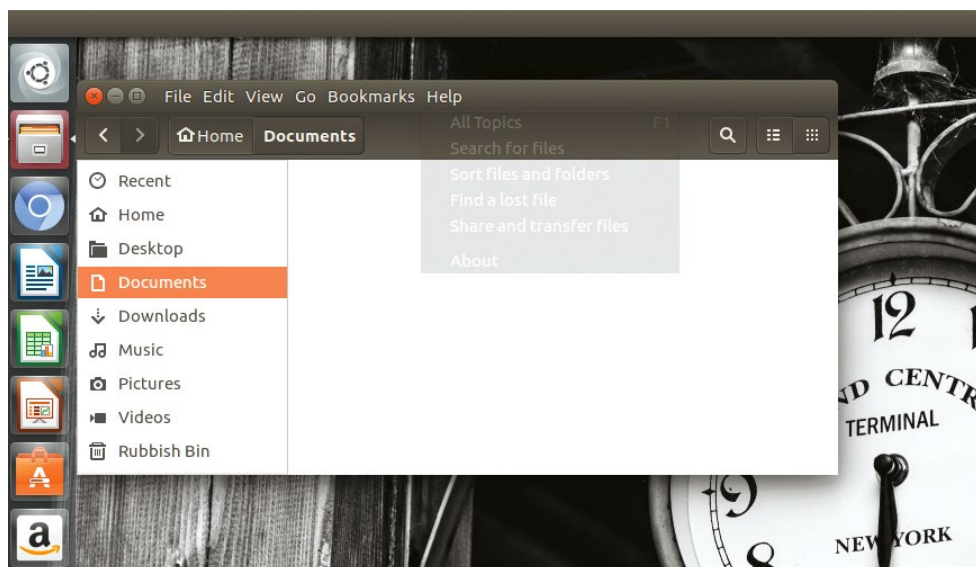 File Edit View Go Bookmarks Help
Home Documents
All Topics F1
Search for files
Sort files and folders
Find a lost file
Share and transfer files
About
Recent
Home
Desktop
Documents
Downloads
Music
Pictures
Videos
Rubbish Bin
a
12
CENTR
TERMINAL
9
NEW YORK